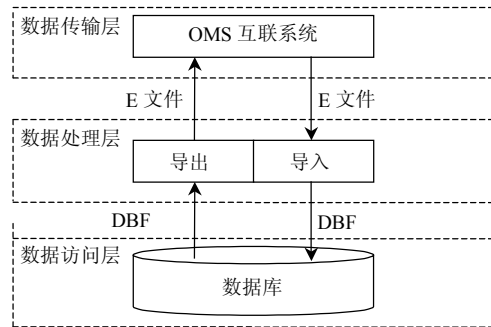 数据传输层
OMS 互联系统
E 文件 E 文件
数据处理层
导出 导入
DBF DBF
数据访问层
数据库